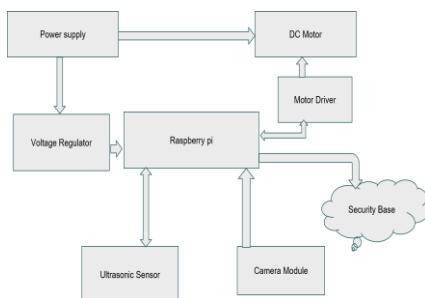 Power supply
DC Motor
Motor Driver
Voltage Regulator
Raspberry pi
Security Base
Ultrasonic Sensor
Camera Module